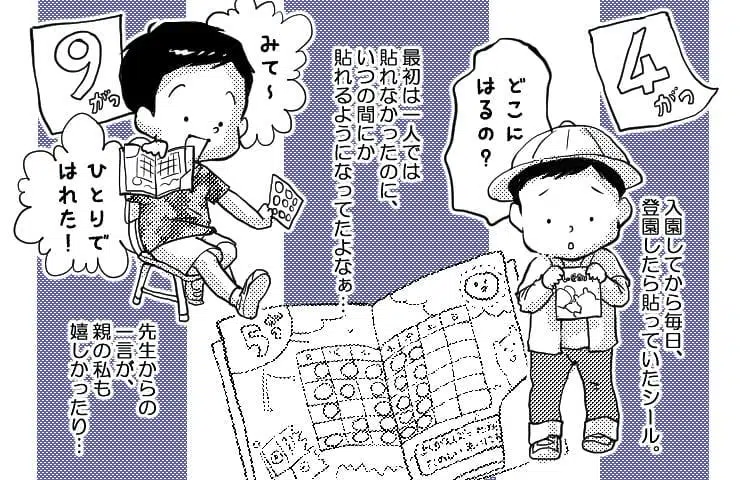 4
がつ
どこに
はるの?
入園してから毎日、
登園したら貼っていたシール。
最初は一人では
貼れなかったのに、
いつの間にか
貼れるようになってたよなぁ…
9
がつ
みて〜
ひとりで
はれた!
先生からの
一言が、
親の私も
嬉しかったり…
5